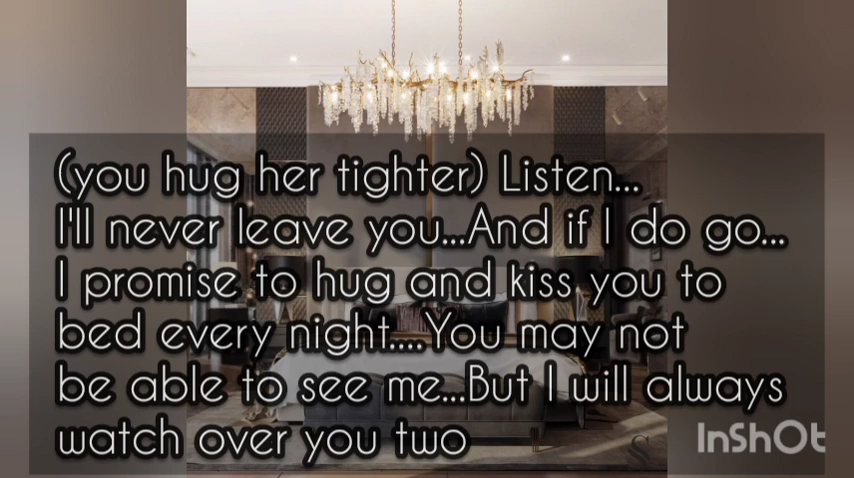 (you hug her tighter) Listen...
I'll never leave you...And if I do go...
I promise to hug and kiss you to
bed every night....You may not
be able to see me...But I will always
watch over you two
InShOt